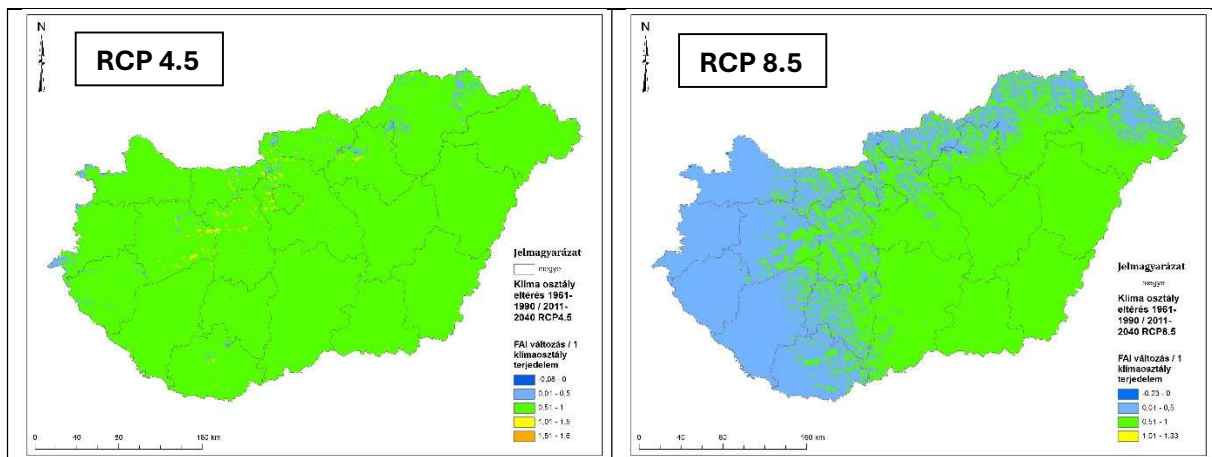 N
RCP 4.5
Jelmagyarázat
megye
Klíma osztály
eltérés 1961-
1990 / 2011-
2040 RCP4.5
FAI változás / 1
klímaosztály
terjedelem
-0,08 - 0
0,01 - 0,5
0,51 - 1
1,01 - 1,5
1,51 - 1,6
0 40 80 160 km
N
RCP 8.5
Jelmagyarázat
megye
Klíma osztály
eltérés 1961-
1990 / 2011-
2040 RCP8.5
FAI változás / 1
klímaosztály
terjedelem
-0,23 - 0
0,01 - 0,5
0,51 - 1
1,01 - 1,33
0 40 80 160 km